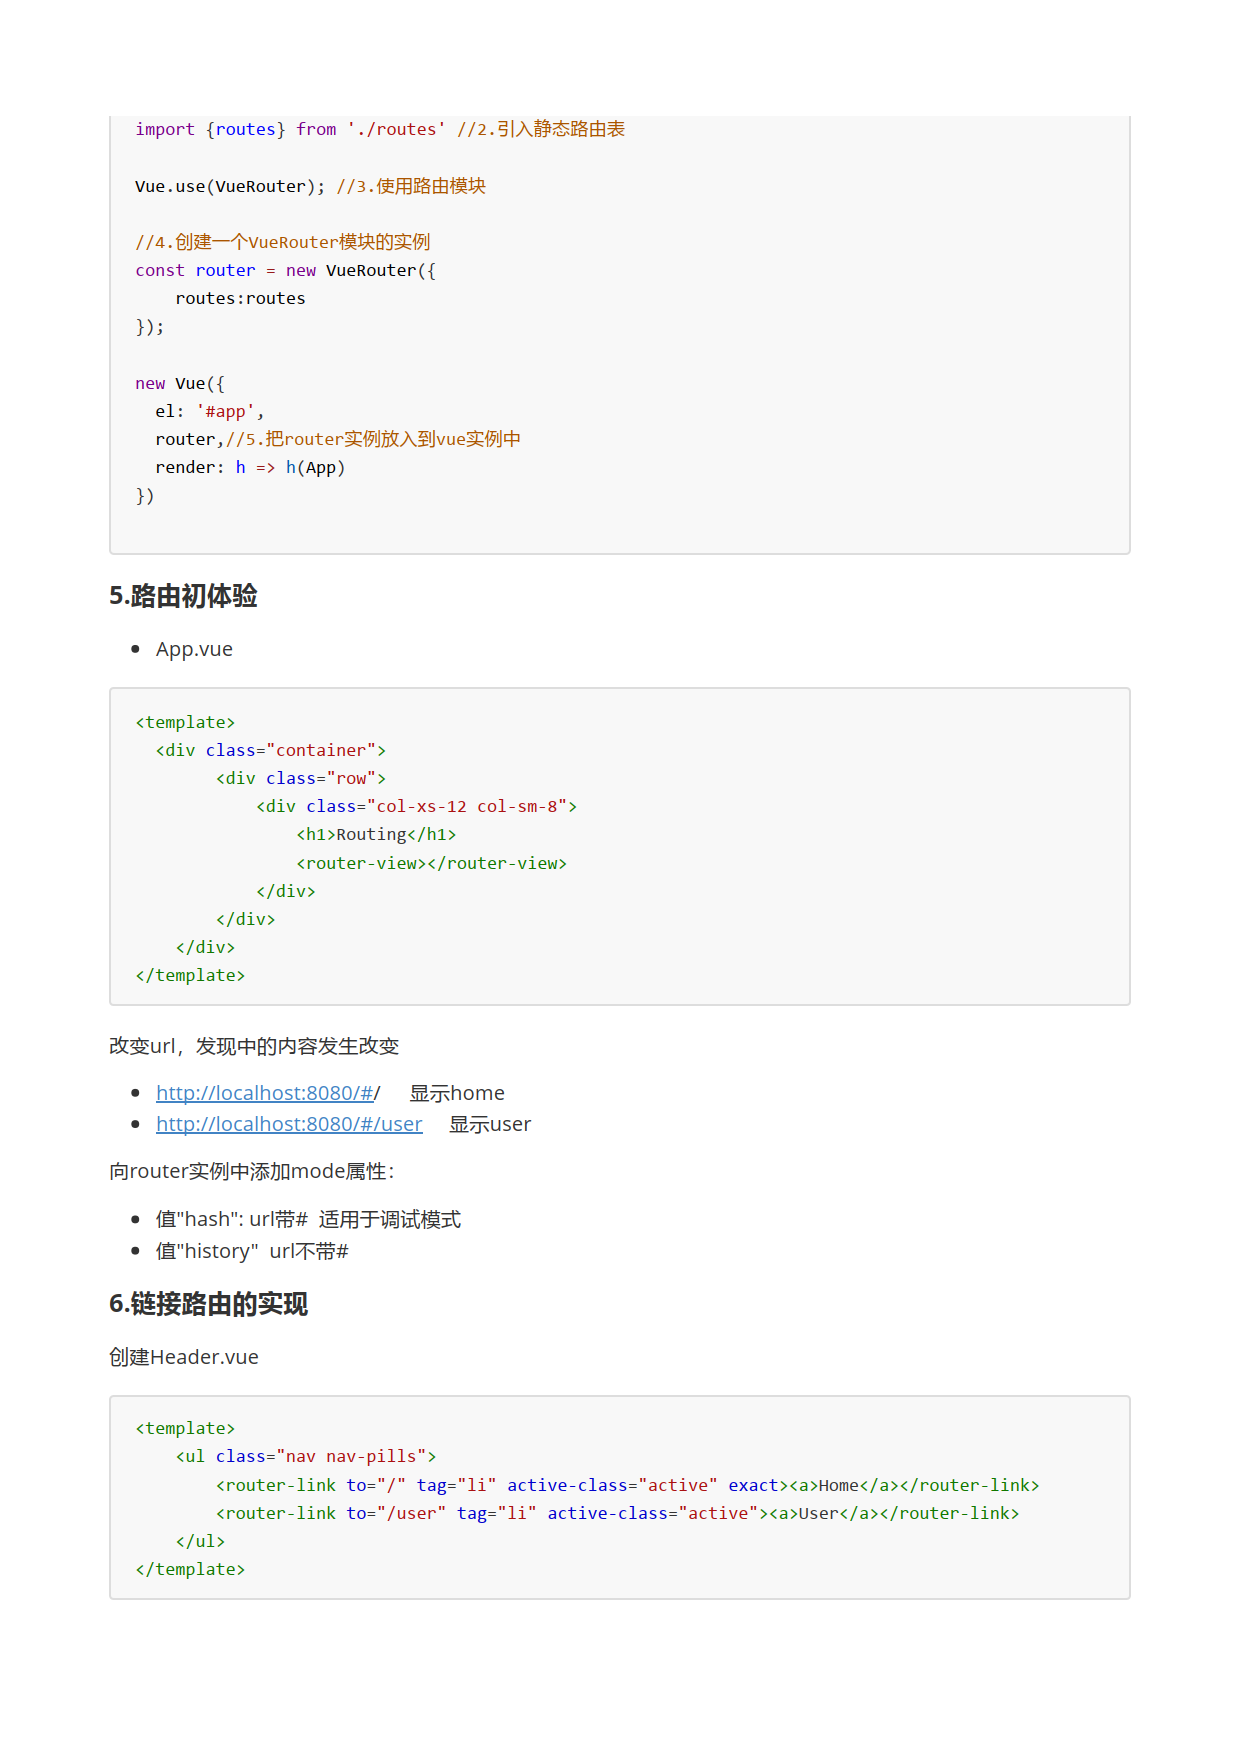 import {routes} from './routes' //2.引入静态路由表
Vue.use(VueRouter); //3.使用路由模块
//4.创建一个VueRouter模块的实例
const router = new VueRouter({
    routes:routes
});
new Vue({
  el: '#app',
  router,//5.把router实例放入到vue实例中
  render: h => h(App)
})
5.路由初体验
• App.vue
<template>
  <div class="container">
        <div class="row">
            <div class="col-xs-12 col-sm-8">
                <h1>Routing</h1>
                <router-view></router-view>
            </div>
        </div>
    </div>
</template>
改变url，发现中的内容发生改变
• http://localhost:8080/#/ 显示home
• http://localhost:8080/#/user 显示user
向router实例中添加mode属性：
• 值"hash": url带# 适用于调试模式
• 值"history" url不带#
6.链接路由的实现
创建Header.vue
<template>
    <ul class="nav nav-pills">
        <router-link to="/" tag="li" active-class="active" exact><a>Home</a></router-link>
        <router-link to="/user" tag="li" active-class="active"><a>User</a></router-link>
    </ul>
</template>